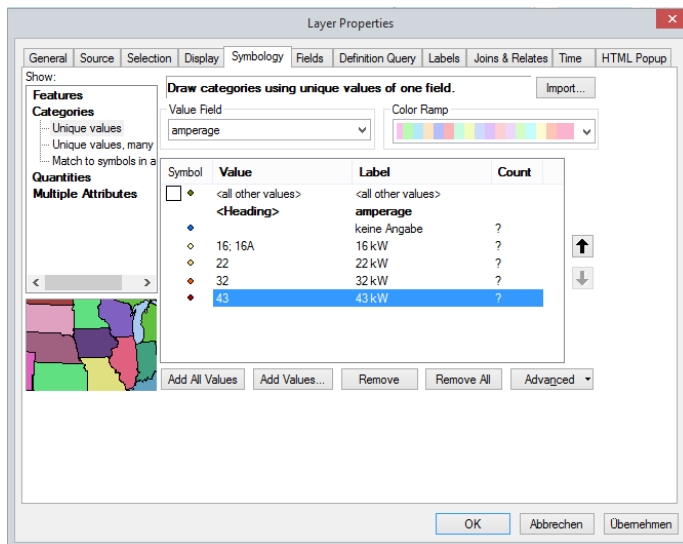 Layer Properties
General Source Selection Display Symbology Fields Definition Query Labels Joins & Relates Time HTML Popup
Show:
Features
Categories
Unique values
Unique values, many
Match to symbols in a
Quantities
Multiple Attributes
Draw categories using unique values of one field.
Import...
Value Field
amperage
Color Ramp
Symbol Value Label Count
<all other values> <all other values>
<Heading> amperage
keine Angabe ?
16; 16A 16 kW ?
22 22 kW ?
32 32 kW ?
43 43 kW ?
Add All Values Add Values... Remove Remove All Advanced
OK Abbrechen Übernehmen